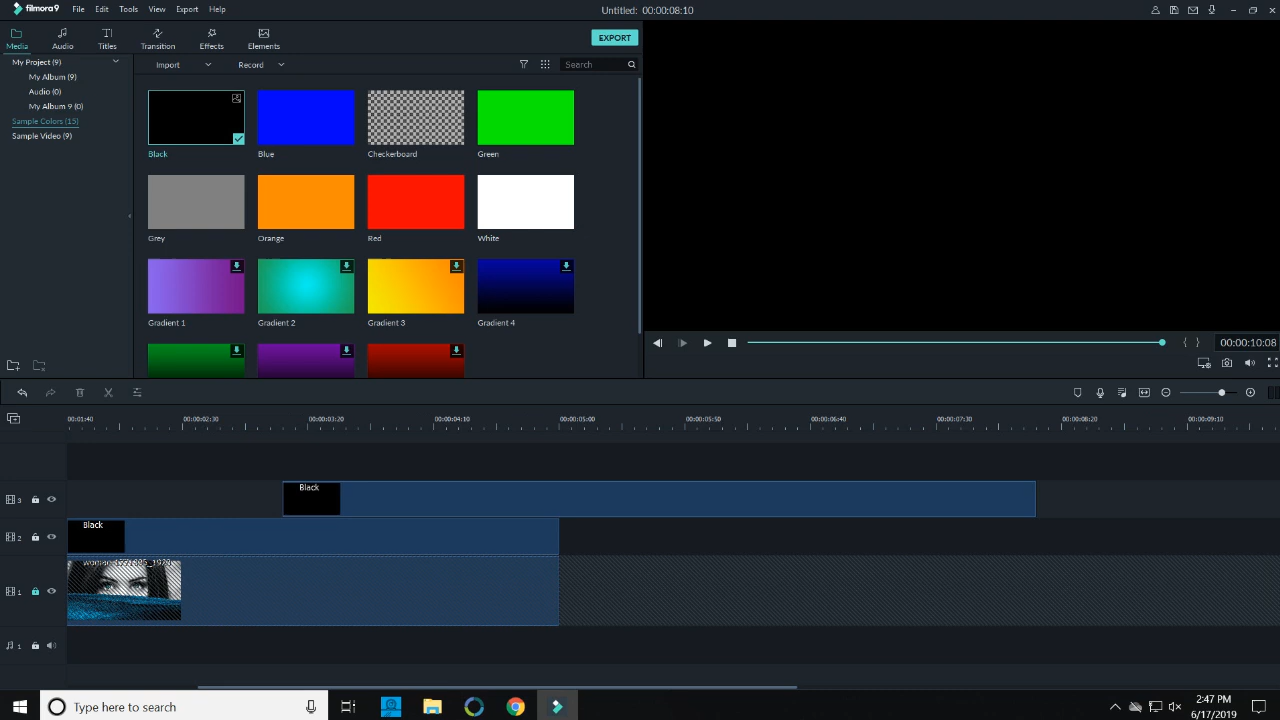 filmora9 File Edit Tools View Export Help Untitled: 00:00:08:10
Media Audio Titles Transition Effects Elements EXPORT
My Project (9) Import Record Search
My Album (9)
Audio (0)
My Album 9 (0)
Sample Colors (15)
Sample Video (9)
Black Blue Checkerboard Green
Grey Orange Red White
Gradient 1 Gradient 2 Gradient 3 Gradient 4
00:00:10:08
00:01:40 00:00:02:30 00:00:03:20 00:00:04:10 00:00:05:00 00:00:05:50 00:00:06:40 00:00:07:30 00:00:08:20 00:00:09:10
3 Black
2 Black
1
1
Type here to search
2:47 PM
6/17/2019